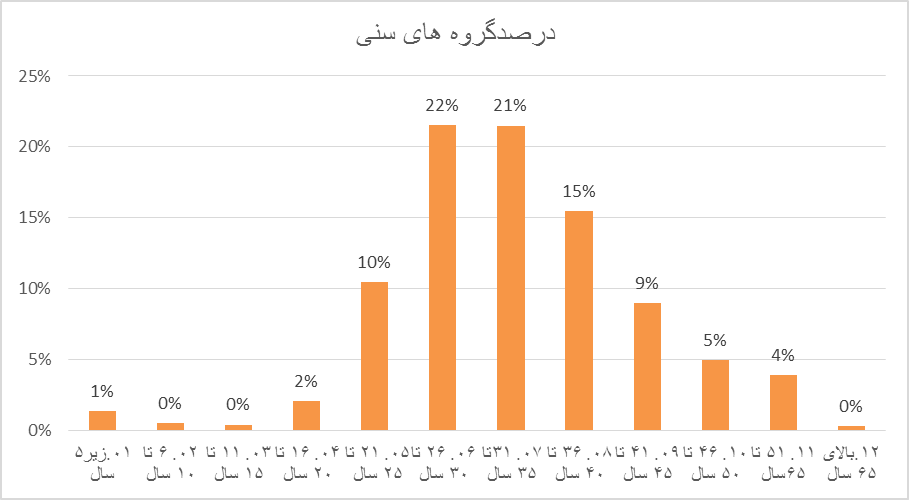 درصدگروه های سنی
25%
20%
15%
10%
5%
0%
1%
0%
0%
2%
10%
22%
21%
15%
9%
5%
4%
0%
۰۱.زیر۵
سال
۰۲. ۶ تا
۱۰ سال
۰۳. ۱۱ تا
۱۵ سال
۰۴. ۱۶ تا
۲۰ سال
۰۵. ۲۱ تا
۲۵ سال
۰۶. ۲۶ تا
۳۰ سال
۰۷. ۳۱تا
۳۵ سال
۰۸. ۳۶ تا
۴۰ سال
۰۹. ۴۱ تا
۴۵ سال
۱۰. ۴۶ تا
۵۰ سال
۱۱. ۵۱ تا
۶۵سال
۱۲.بالای
۶۵ سال